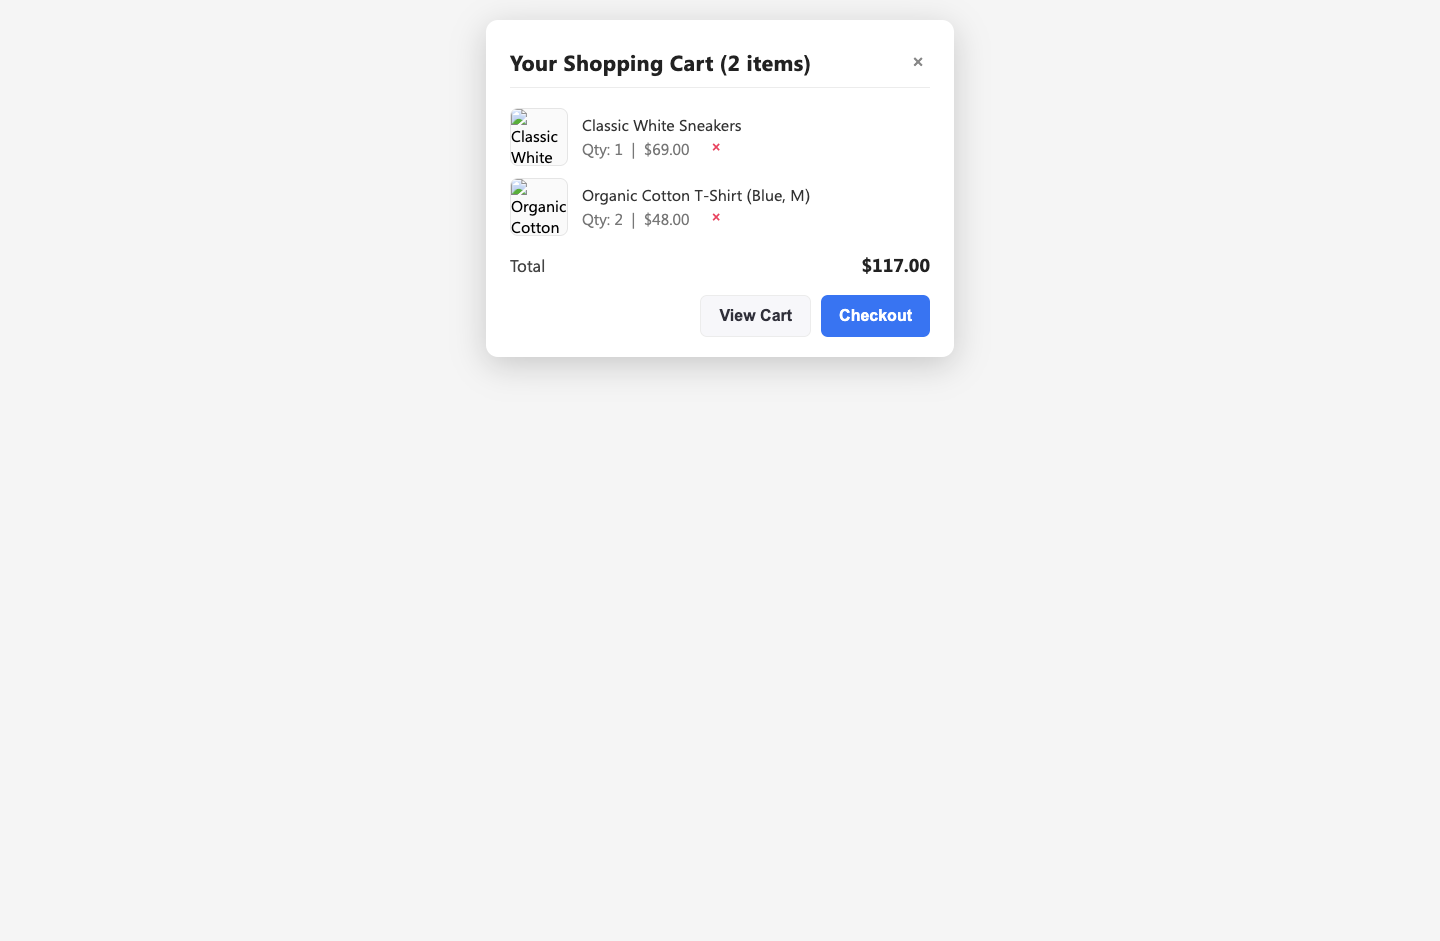 Your Shopping Cart (2 items)
×
Classic White
Classic White Sneakers
Qty: 1 | $69.00 ×
Organic Cotton
Organic Cotton T-Shirt (Blue, M)
Qty: 2 | $48.00 ×
Total $117.00
View Cart Checkout